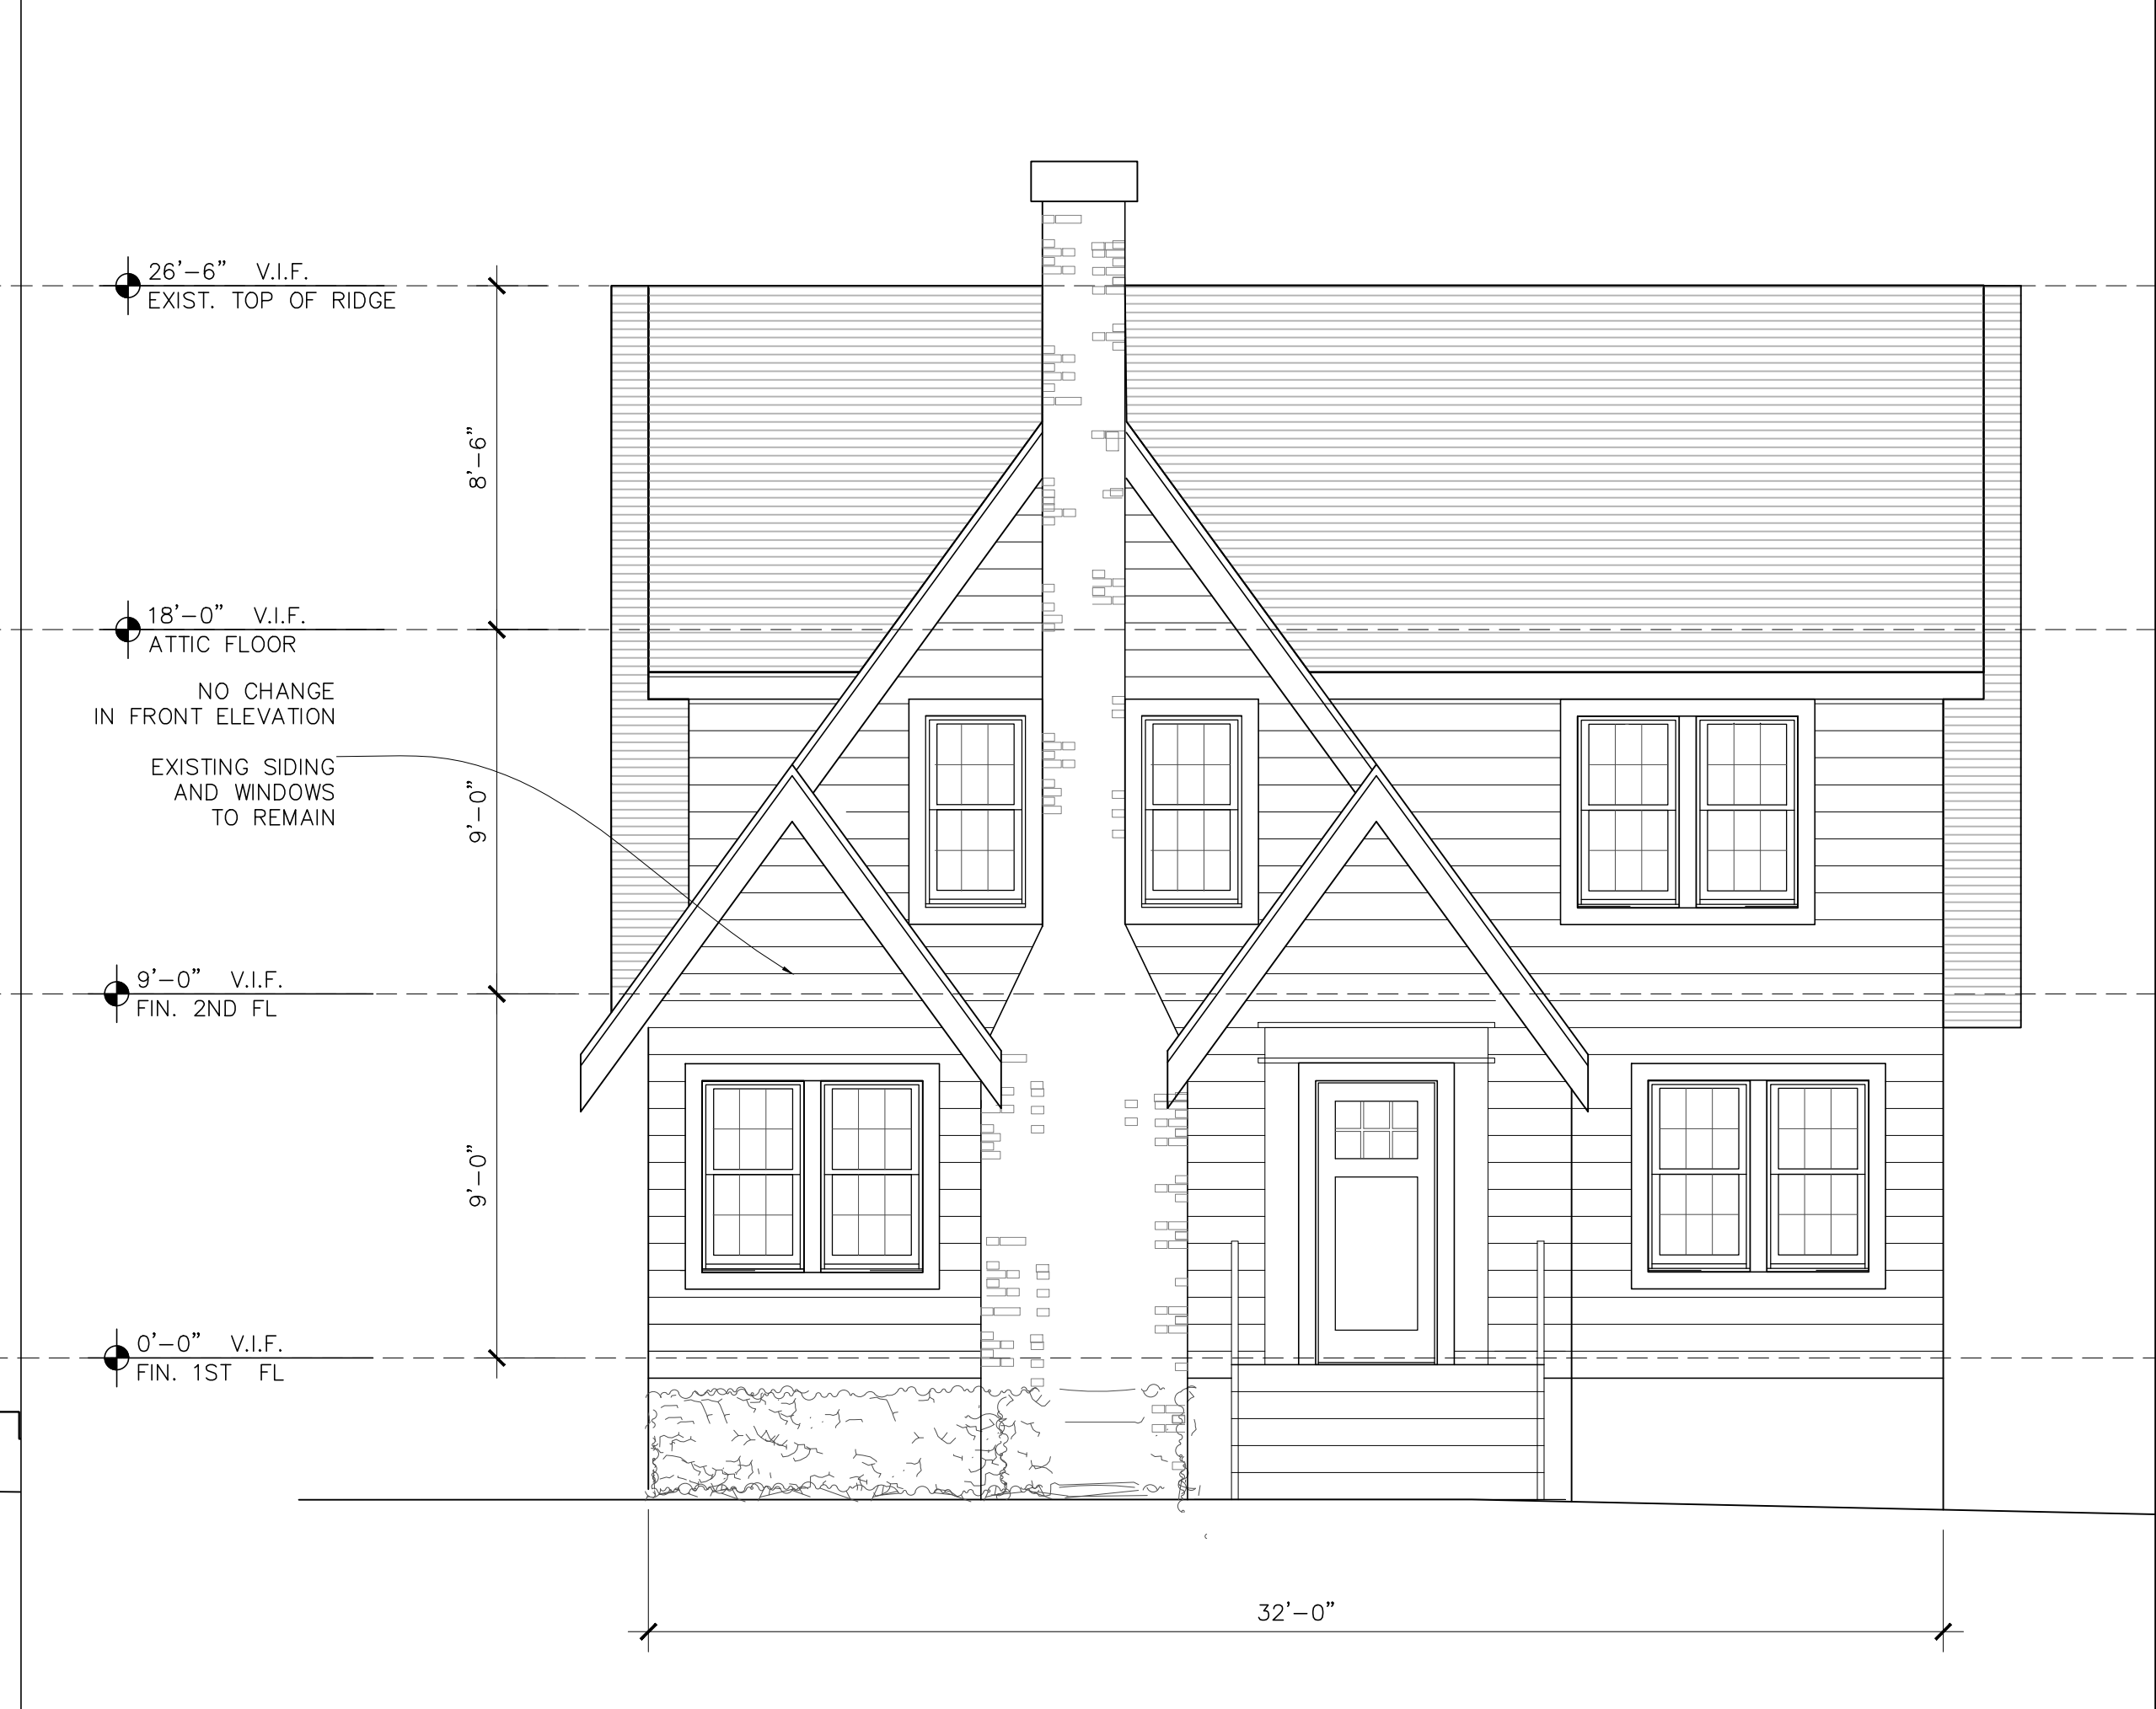 26'-6" V.I.F.
EXIST. TOP OF RIDGE
8'-6"
18'-0" V.I.F.
ATTIC FLOOR
NO CHANGE
IN FRONT ELEVATION
EXISTING SIDING
AND WINDOWS
TO REMAIN
9'-0"
9'-0" V.I.F.
FIN. 2ND FL
9'-0"
0'-0" V.I.F.
FIN. 1ST FL
32'-0"